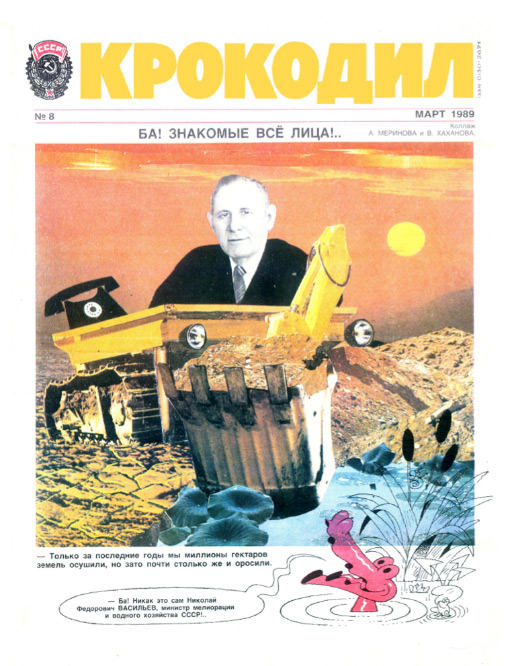 СССР
КРОКОДИЛ
№ 8
МАРТ 1989
БА! ЗНАКОМЫЕ ВСЁ ЛИЦА!..
Коллаж
А. МЕРИНОВА и В. ХАХАНОВА.
— Только за последние годы мы миллионы гектаров
земель осушили, но зато почти столько же и оросили.
— Ба! Никак это сам Николай
Федорович ВАСИЛЬЕВ, министр мелиорации
и водного хозяйства СССР!..